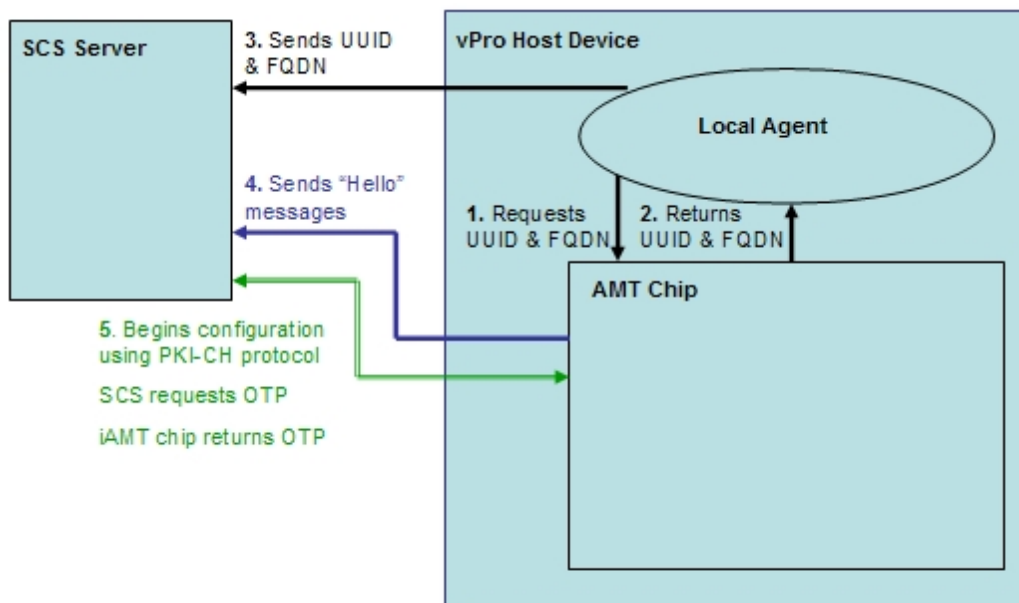 SCS Server
3. Sends UUID
& FQDN
vPro Host Device
Local Agent
4. Sends “Hello”
messages
1. Requests
UUID & FQDN
2. Returns
UUID & FQDN
AMT Chip
5. Begins configuration
using PKI-CH protocol
SCS requests OTP
iAMT chip returns OTP